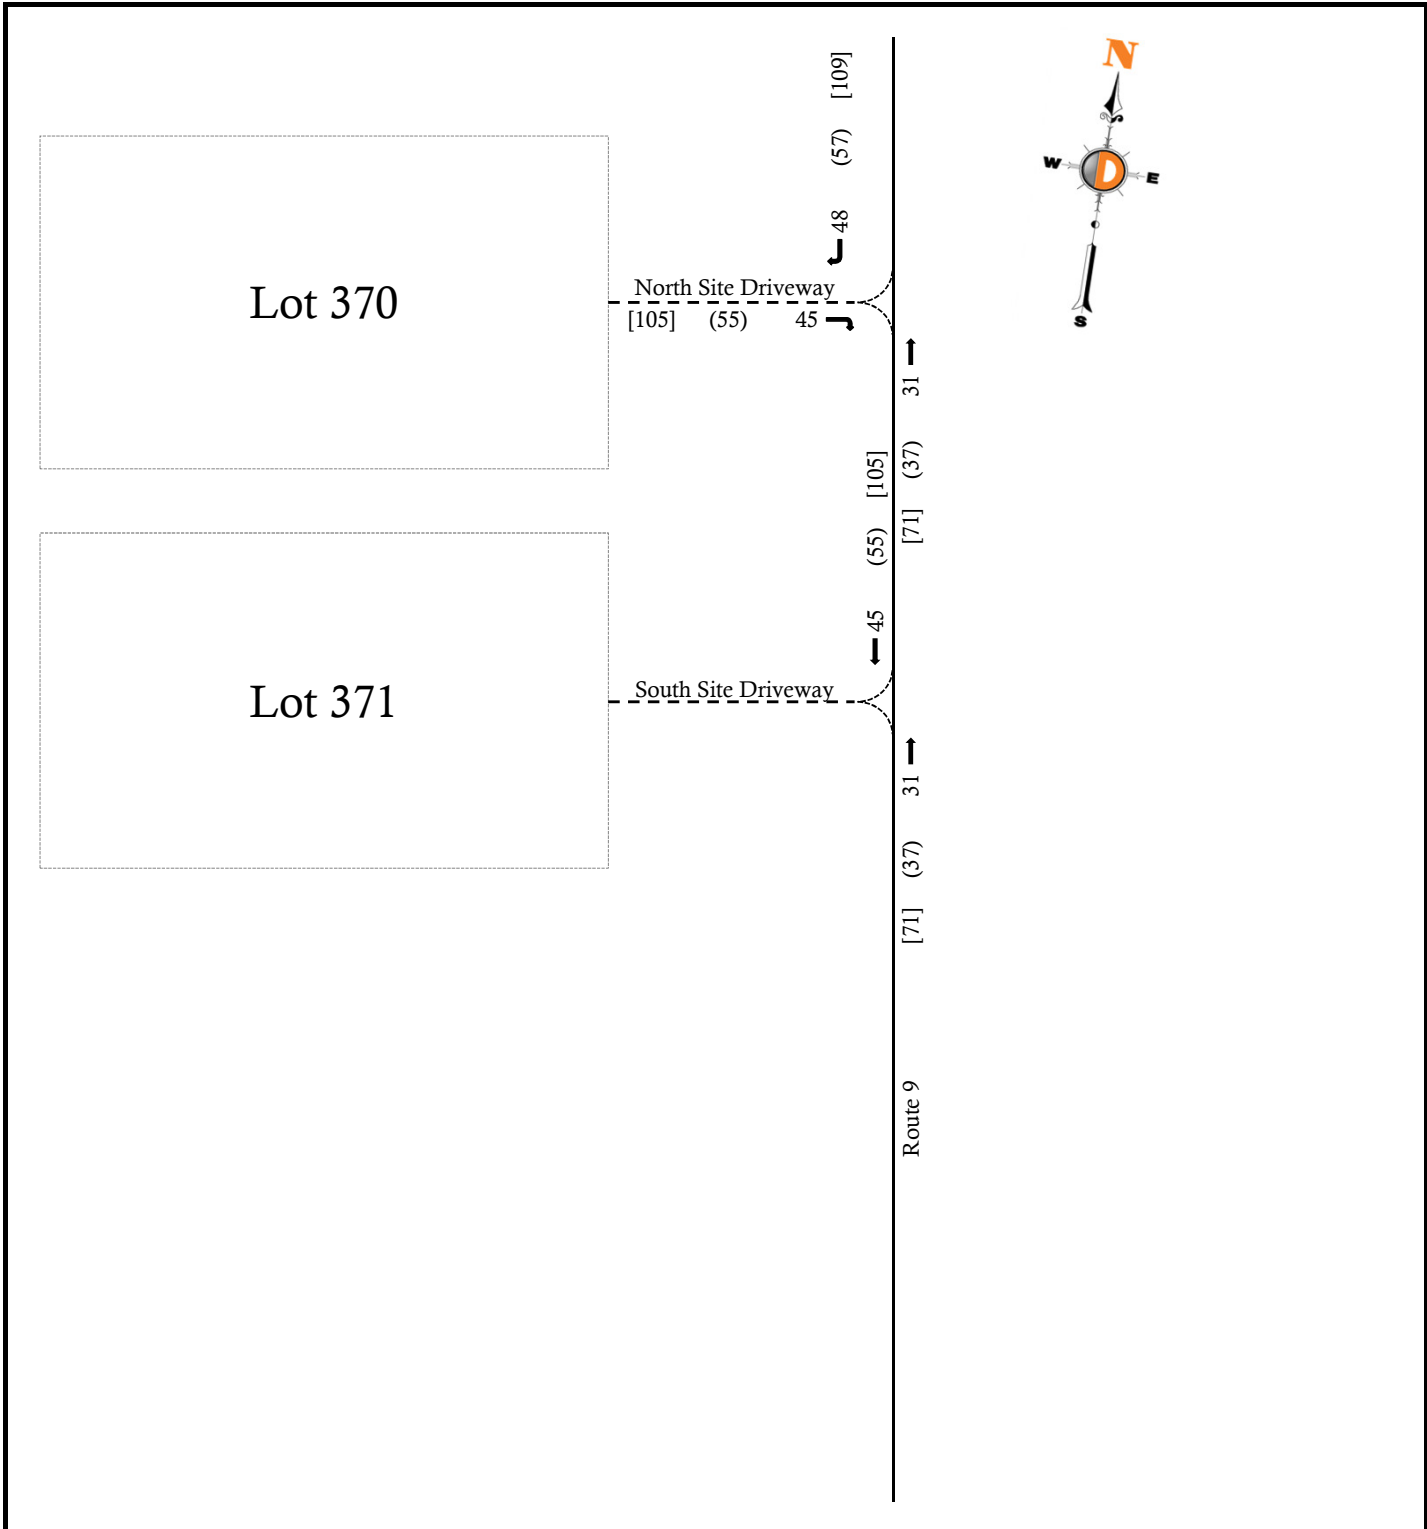 N
W
E
S
[109]
(57)
48
Lot 370
North Site Driveway
[105] (55) 45
31
(37)
[71]
[105]
(55)
45
Lot 371
South Site Driveway
31
(37)
[71]
Route 9